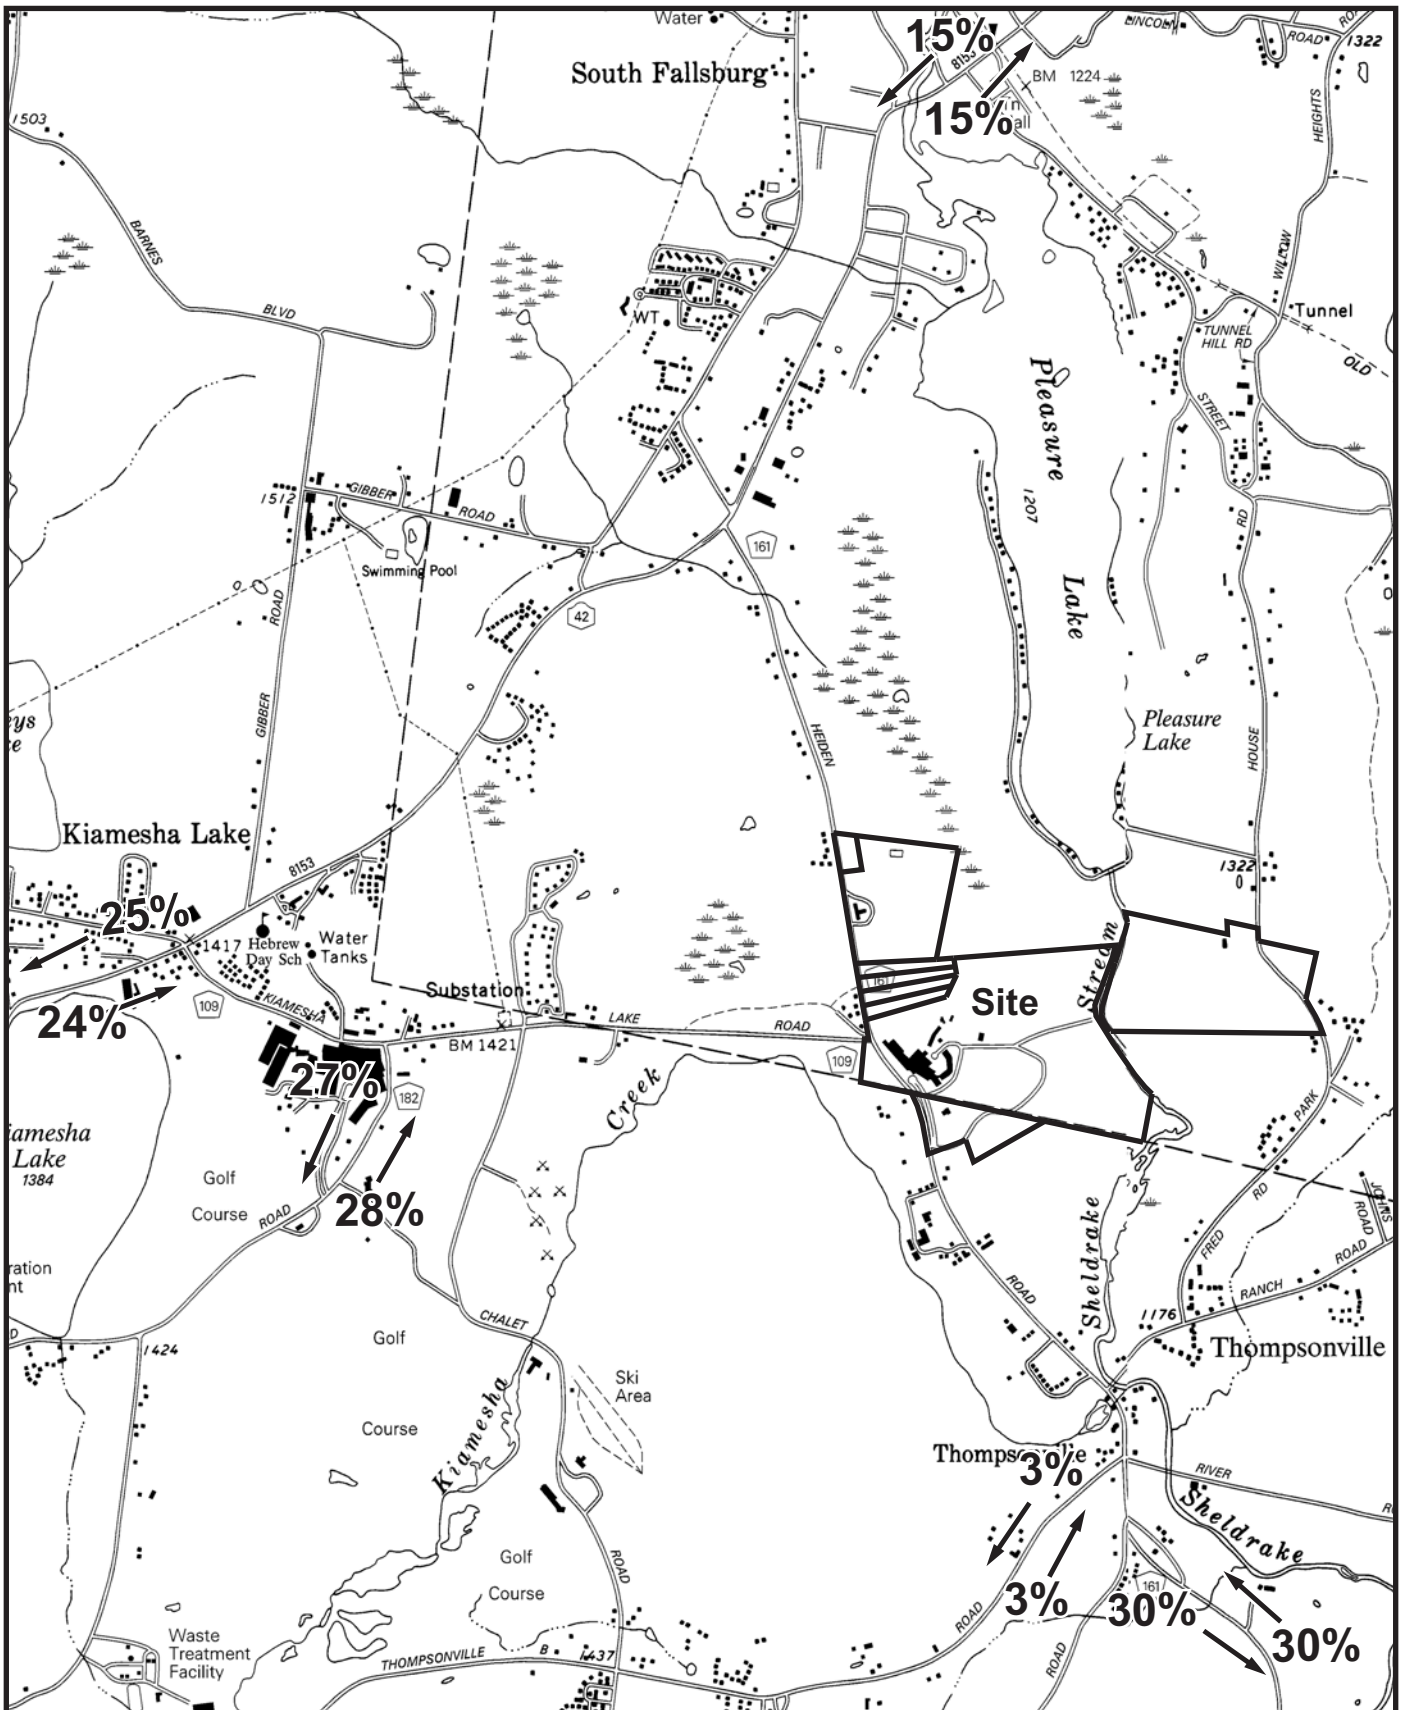 Water
15%
LINCOLN
ROAD
1322
8153
South Fallsburg
BM 1224
15%
HEIGHTS
1503
BARNES
WILLOW
BLVD
WT
Tunnel
TUNNEL
HILL RD
OLD
Pleasure
Lake
1207
STREET
1512
GIBBER
ROAD
RD
161
Swimming Pool
ROAD
42
GIBBER
HEIDEN
Pleasure
Lake
HOUSE
Kiamesha Lake
8153
1322
25%
1417
Hebrew
Day Sch
Water
Tanks
Stream
161
Site
Substation
109
KIAMESHA
24%
LAKE
ROAD
BM 1421
109
27%
182
Creek
PARK
Lake
1384
Golf
Course
ROAD
28%
RD
FRED
JOHNS
ROAD
ROAD
RANCH
Sheldrake
ROAD
1176
CHALET
Golf
1424
Thompsonville
Ski
Area
Course
Kiamesha
Thompsonville
3%
RIVER
Sheldrake
Golf
Course
ROAD
161
3%
30%
30%
ROAD
ROAD
Waste
Treatment
Facility
THOMPSONVILLE
B
1437